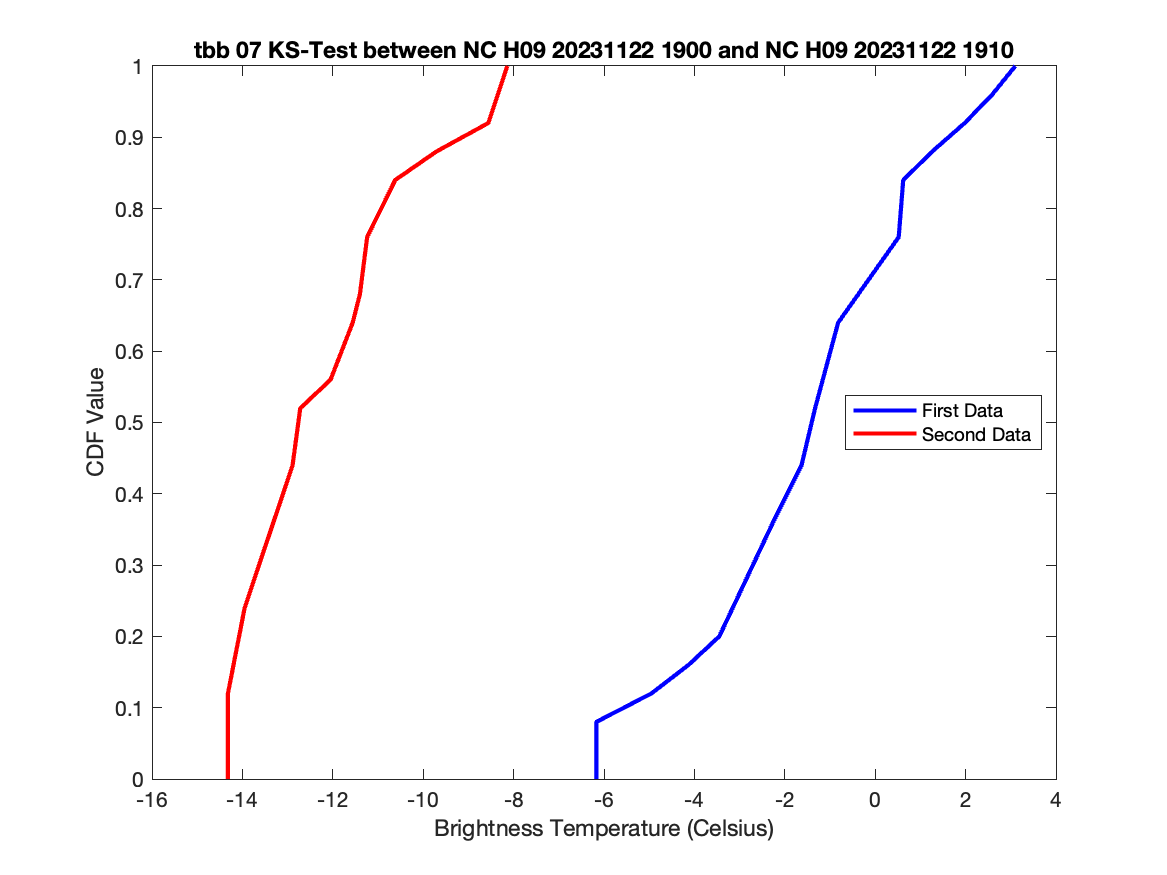 tbb 07 KS-Test between NC H09 20231122 1900 and NC H09 20231122 1910
1
0.9
0.8
0.7
0.6
0.5
0.4
0.3
0.2
0.1
0
CDF Value
First Data
Second Data
-16 -14 -12 -10 -8 -6 -4 -2 0 2 4
Brightness Temperature (Celsius)